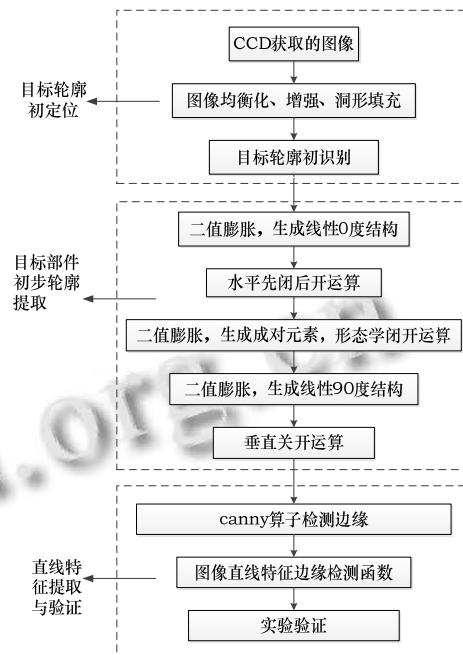 CCD获取的图像
目标轮廓
初定位
图像均衡化、增强、洞形填充
目标轮廓初识别
二值膨胀，生成线性0度结构
目标部件
初步轮廓
提取
水平先闭后开运算
二值膨胀，生成成对元素，形态学闭开运算
二值膨胀，生成线性90度结构
垂直关开运算
canny算子检测边缘
直线特
征提取
与验证
图像直线特征边缘检测函数
实验验证
.org.cn